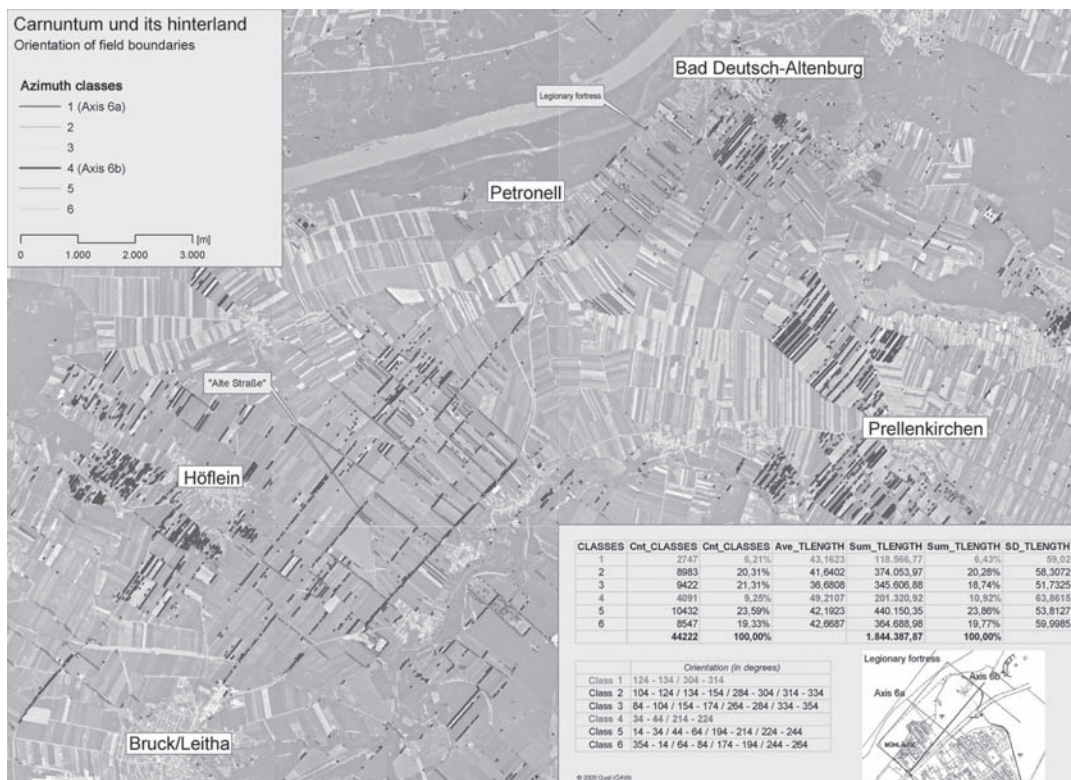 Carnuntum und its hinterland
Orientation of field boundaries
Azimuth classes
1 (Axis 6a)
2
3
4 (Axis 6b)
5
6
[m]
0 1.000 2.000 3.000
Bad Deutsch-Altenburg
Legionary fortress
Petronell
"Alte Straße"
Prellenkirchen
Höflein
Bruck/Leitha
CLASSES Cnt_CLASSES Cnt_CLASSES Ave_TLENGTH Sum_TLENGTH Sum_TLENGTH SD_TLENGTH
1 2747 6,21% 43,1623 118.566,77 6,43% 59,02
2 8983 20,31% 41,6402 374.053,97 20,28% 58,3072
3 9422 21,31% 36,6808 345.606,88 18,74% 51,7325
4 4091 9,25% 49,2107 201.320,92 10,92% 63,8615
5 10432 23,59% 42,1923 440.150,35 23,86% 53,8127
6 8547 19,33% 42,6687 364.688,98 19,77% 59,9985
44222 100,00% 1.844.387,87 100,00%
Orientation (in degrees)
Class 1 124 - 134 / 304 - 314
Class 2 104 - 124 / 134 - 154 / 284 - 304 / 314 - 334
Class 3 84 - 104 / 154 - 174 / 264 - 284 / 334 - 354
Class 4 34 - 44 / 214 - 224
Class 5 14 - 34 / 44 - 64 / 194 - 214 / 224 - 244
Class 6 354 - 14 / 64 - 84 / 174 - 194 / 244 - 264
Legionary fortress
Axis 6b
Axis 6a
© 2005